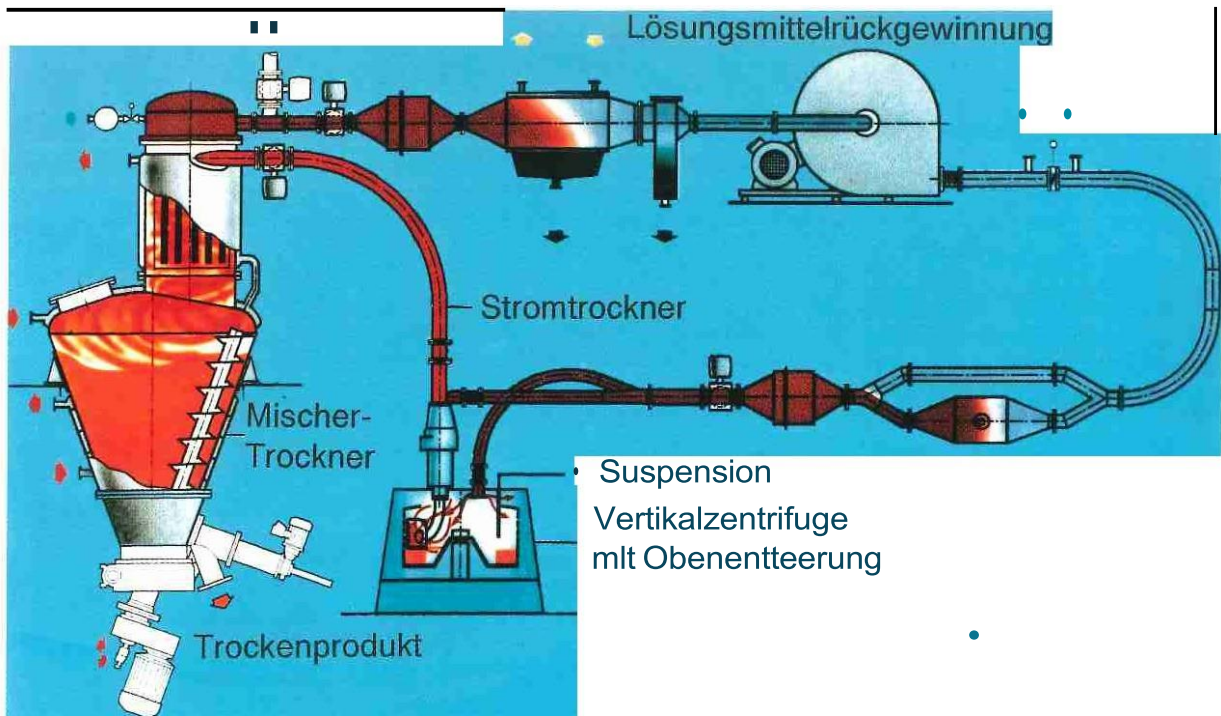 Lösungsmittelrückgewinnung
Stromtrockner
Mischer-
Trockner
Suspension
Vertikalzentrifuge
mlt Obenentteerung
Trockenprodukt